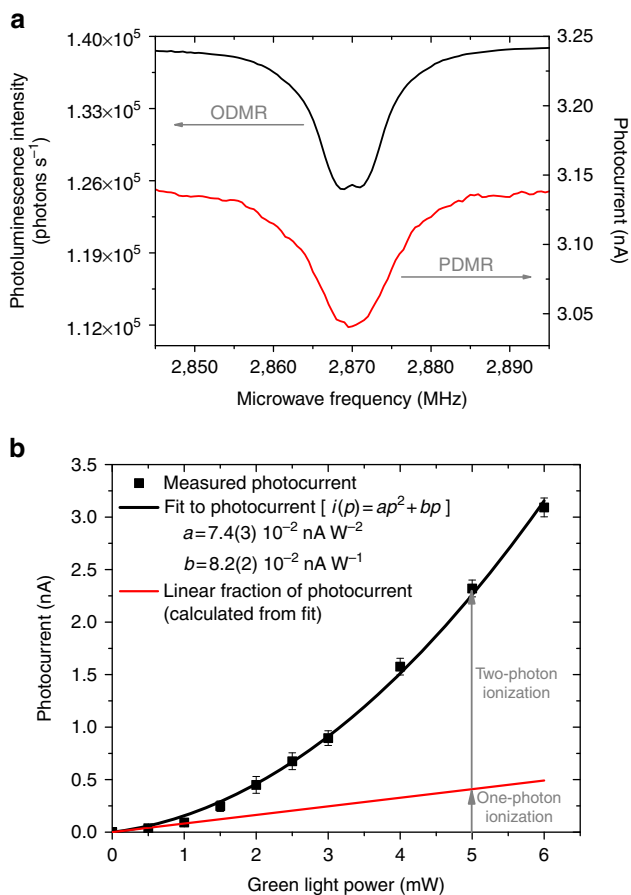 a
1.40 × 10⁵
1.33 × 10⁵
1.26 × 10⁵
1.19 × 10⁵
1.12 × 10⁵
Photoluminescence intensity
(photons s⁻¹)
ODMR
PDMR
3.25
3.20
3.15
3.10
3.05
Photocurrent
(nA)
2,850
2,860
2,870
2,880
2,890
Microwave frequency (MHz)
b
3.5
3.0
2.5
2.0
1.5
1.0
0.5
0.0
Photocurrent (nA)
Measured photocurrent
Fit to photocurrent [ i(p) = ap² + bp ]
a = 7.4(3) 10⁻² nA W⁻²
b = 8.2(2) 10⁻² nA W⁻¹
Linear fraction of photocurrent
(calculated from fit)
Two-photon
ionization
One-photon
ionization
0
1
2
3
4
5
6
Green light power (mW)